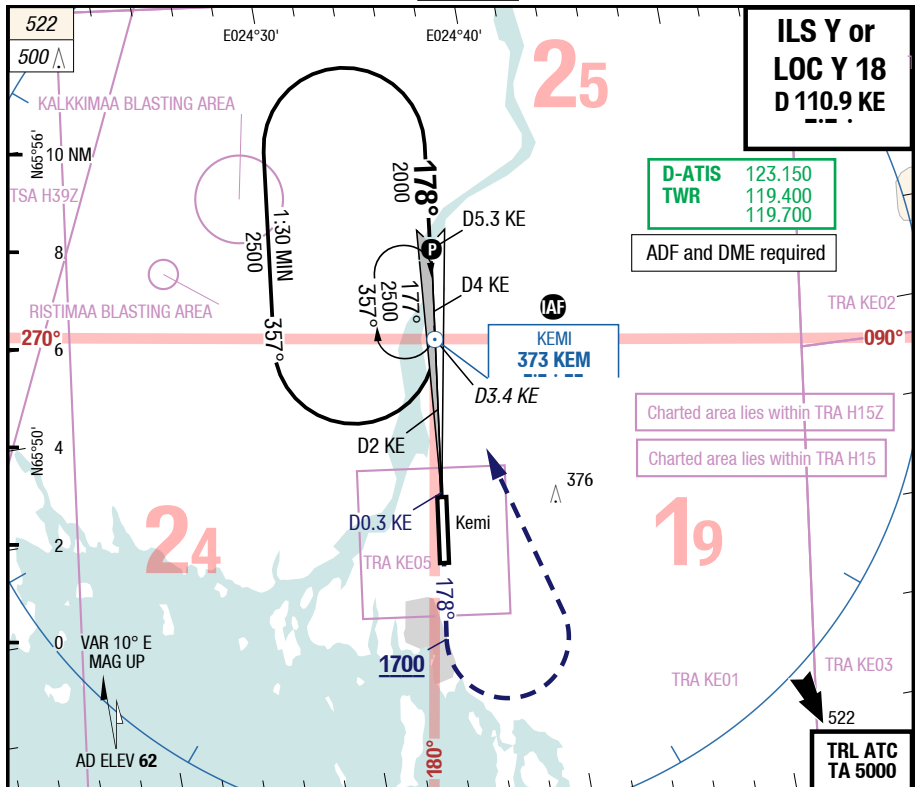 522
500
E024°30'
E024°40'
ILS Y or
LOC Y 18
D 110.9 KE
25
KALKKIMAA BLASTING AREA
N65°56'
10 NM
TSA H39Z
178°
2000
D-ATIS 123.150
TWR 119.400
119.700
D5.3 KE
P
1:30 MIN
2500
8
ADF and DME required
D4 KE
177°
2500
357°
RISTIMAA BLASTING AREA
IAF
TRA KE02
357°
270°
6
KEMI
373 KEM
090°
D3.4 KE
Charted area lies within TRA H15Z
N65°50'
4
D2 KE
Charted area lies within TRA H15
376
D0.3 KE
Kemi
24
19
2
TRA KE05
178°
0
VAR 10° E
MAG UP
1700
TRA KE01
TRA KE03
522
180°
AD ELEV 62
TRL ATC
TA 5000